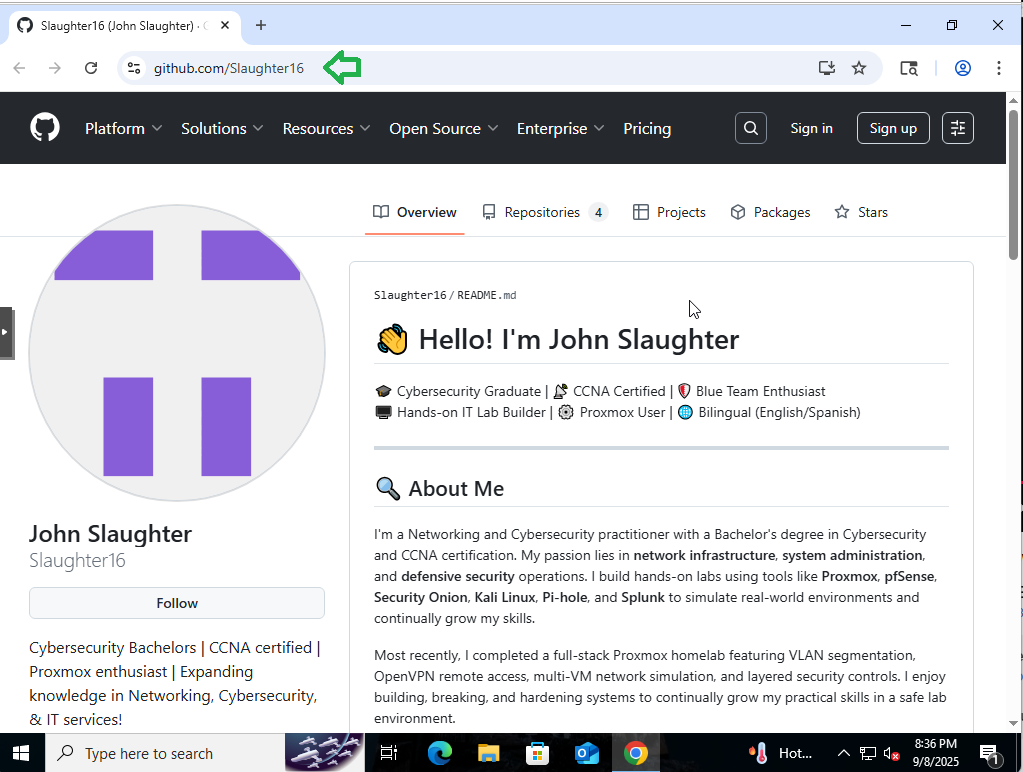 Slaughter16 (John Slaughter) ·
github.com/Slaughter16
Platform
Solutions
Resources
Open Source
Enterprise
Pricing
Sign in
Sign up
Overview
Repositories 4
Projects
Packages
Stars
Slaughter16 / README.md
👋 Hello! I'm John Slaughter
🎓 Cybersecurity Graduate | 📡 CCNA Certified | 🛡️ Blue Team Enthusiast
🖥️ Hands-on IT Lab Builder | ⚙️ Proxmox User | 🌐 Bilingual (English/Spanish)
🔍 About Me
I'm a Networking and Cybersecurity practitioner with a Bachelor's degree in Cybersecurity
and CCNA certification. My passion lies in network infrastructure, system administration,
and defensive security operations. I build hands-on labs using tools like Proxmox, pfSense,
Security Onion, Kali Linux, Pi-hole, and Splunk to simulate real-world environments and
continually grow my skills.
Most recently, I completed a full-stack Proxmox homelab featuring VLAN segmentation,
OpenVPN remote access, multi-VM network simulation, and layered security controls. I enjoy
building, breaking, and hardening systems to continually grow my practical skills in a safe lab
environment.
John Slaughter
Slaughter16
Follow
Cybersecurity Bachelors | CCNA certified |
Proxmox enthusiast | Expanding
knowledge in Networking, Cybersecurity,
& IT services!
Type here to search
Hot...
8:36 PM
9/8/2025
1